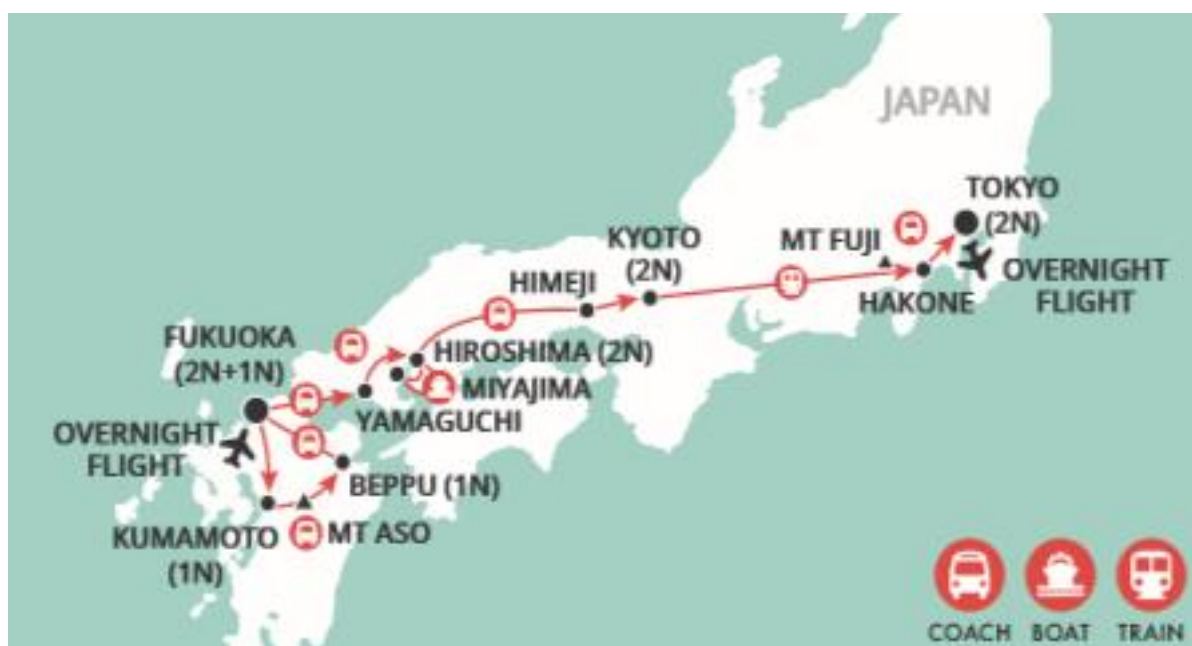 JAPAN
TOKYO
(2N)
KYOTO
(2N)
MT FUJI
OVERNIGHT
FLIGHT
HIMEJI
HAKONE
FUKUOKA
(2N+1N)
HIROSHIMA (2N)
MIYAJIMA
YAMAGUCHI
OVERNIGHT
FLIGHT
BEPPU (1N)
KUMAMOTO
(1N)
MT ASO
COACH
BOAT
TRAIN